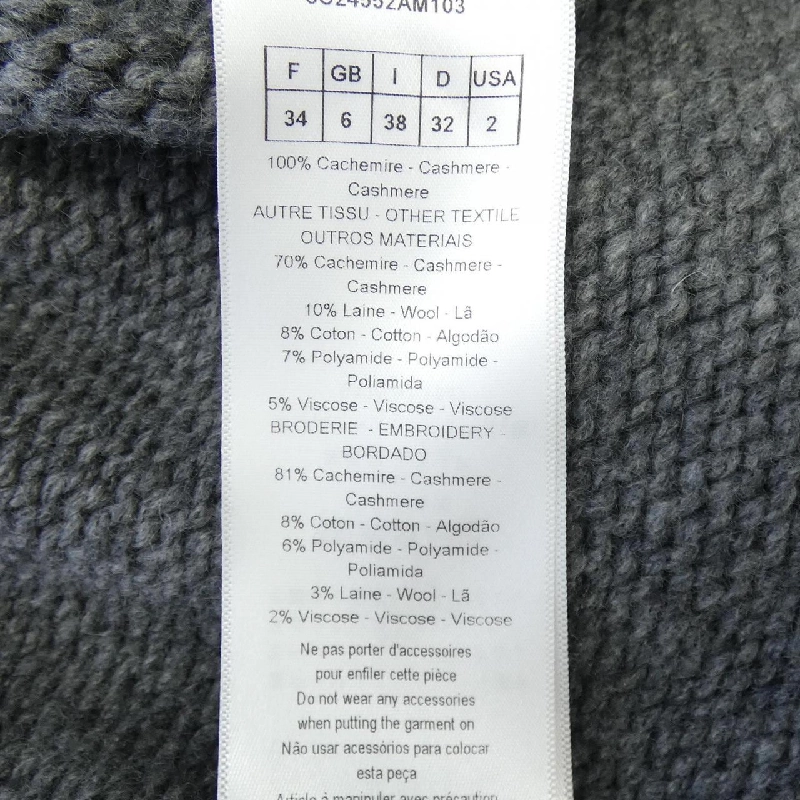 F GB I D USA
34 6 38 32 2
100% Cachemire - Cashmere -
Cashmere
AUTRE TISSU - OTHER TEXTILE
OUTROS MATERIAIS
70% Cachemire - Cashmere -
Cashmere
10% Laine - Wool - Lã
8% Coton - Cotton - Algodão
7% Polyamide - Polyamide -
Poliamida
5% Viscose - Viscose - Viscose
BRODERIE - EMBROIDERY -
BORDADO
81% Cachemire - Cashmere -
Cashmere
8% Coton - Cotton - Algodão
6% Polyamide - Polyamide -
Poliamida
3% Laine - Wool - Lã
2% Viscose - Viscose - Viscose
Ne pas porter d'accessoires
pour enfiler cette pièce
Do not wear any accessories
when putting the garment on
Não usar acessórios para colocar
esta peça
Article à manipuler avec précaution